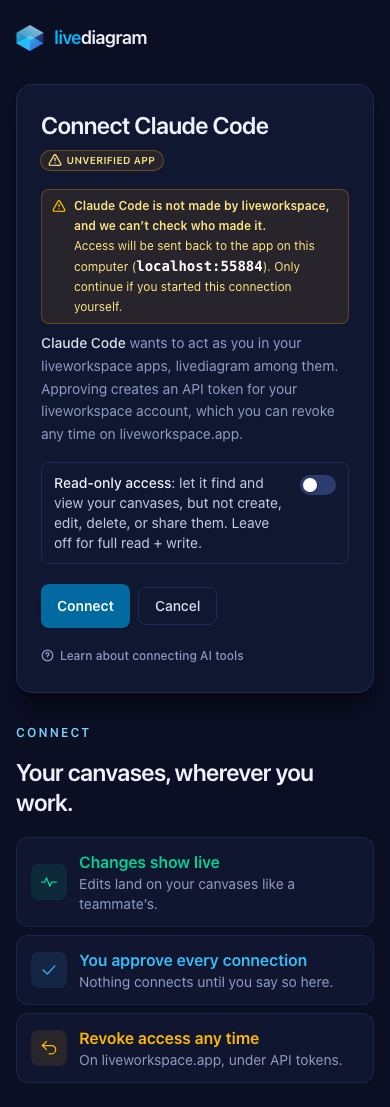 livediagram
Connect Claude Code
UNVERIFIED APP
Claude Code is not made by liveworkspace,
and we can’t check who made it.
Access will be sent back to the app on this
computer (localhost:55884). Only
continue if you started this connection
yourself.
Claude Code wants to act as you in your
liveworkspace apps, livediagram among them.
Approving creates an API token for your
liveworkspace account, which you can revoke
any time on liveworkspace.app.
Read-only access: let it find and
view your canvases, but not create,
edit, delete, or share them. Leave
off for full read + write.
Connect
Cancel
Learn about connecting AI tools
CONNECT
Your canvases, wherever you
work.
Changes show live
Edits land on your canvases like a
teammate’s.
You approve every connection
Nothing connects until you say so here.
Revoke access any time
On liveworkspace.app, under API tokens.